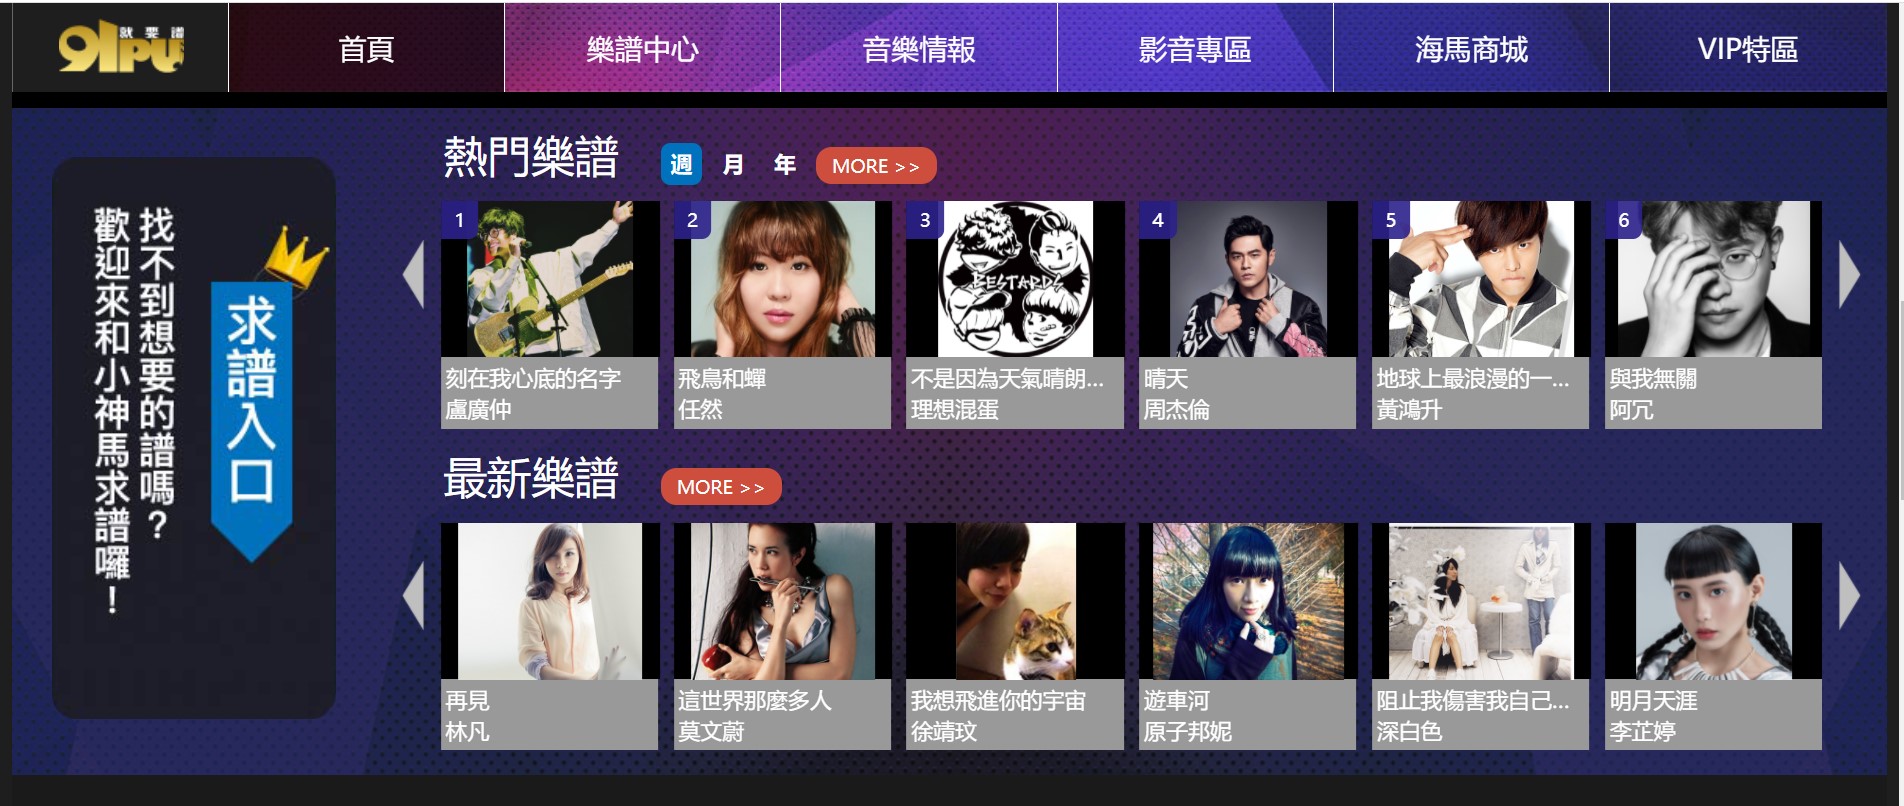 91PU 就要譜
首頁
樂譜中心
音樂情報
影音專區
海馬商城
VIP特區
找不到想要的譜嗎？
歡迎來和小神馬求譜囉！
求譜入口
熱門樂譜
週 月 年 MORE >>
1
刻在我心底的名字
盧廣仲
2
飛鳥和蟬
任然
3
BESTARDS
不是因為天氣晴朗...
理想混蛋
4
晴天
周杰倫
5
地球上最浪漫的一...
黃鴻升
6
與我無關
阿冗
最新樂譜
MORE >>
再見
林凡
這世界那麼多人
莫文蔚
我想飛進你的宇宙
徐靖玟
遊車河
原子邦妮
阻止我傷害我自己...
深白色
明月天涯
李芷婷